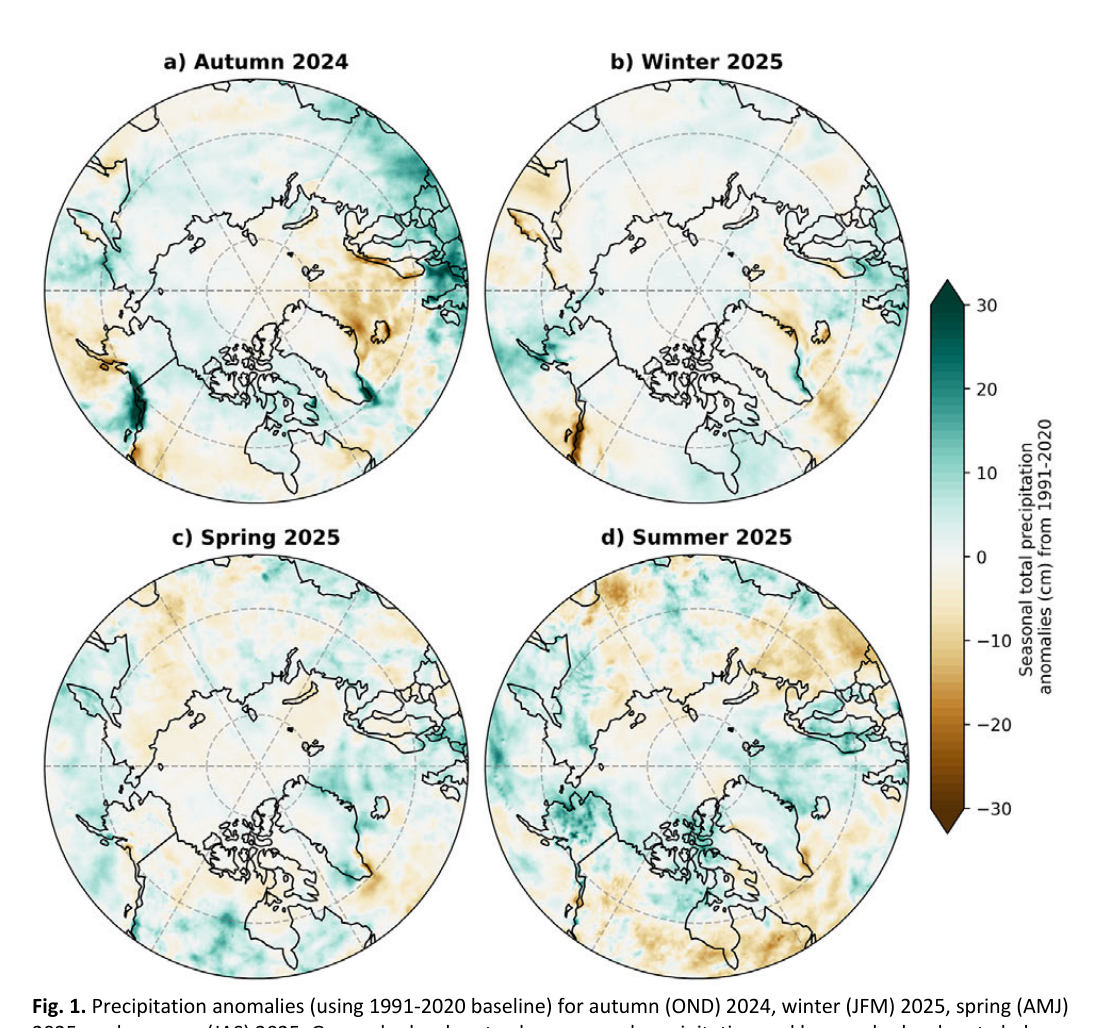 a) Autumn 2024
b) Winter 2025
c) Spring 2025
d) Summer 2025
30
20
10
0
−10
−20
−30
Seasonal total precipitation
anomalies (cm) from 1991-2020
Fig. 1. Precipitation anomalies (using 1991-2020 baseline) for autumn (OND) 2024, winter (JFM) 2025, spring (AMJ)